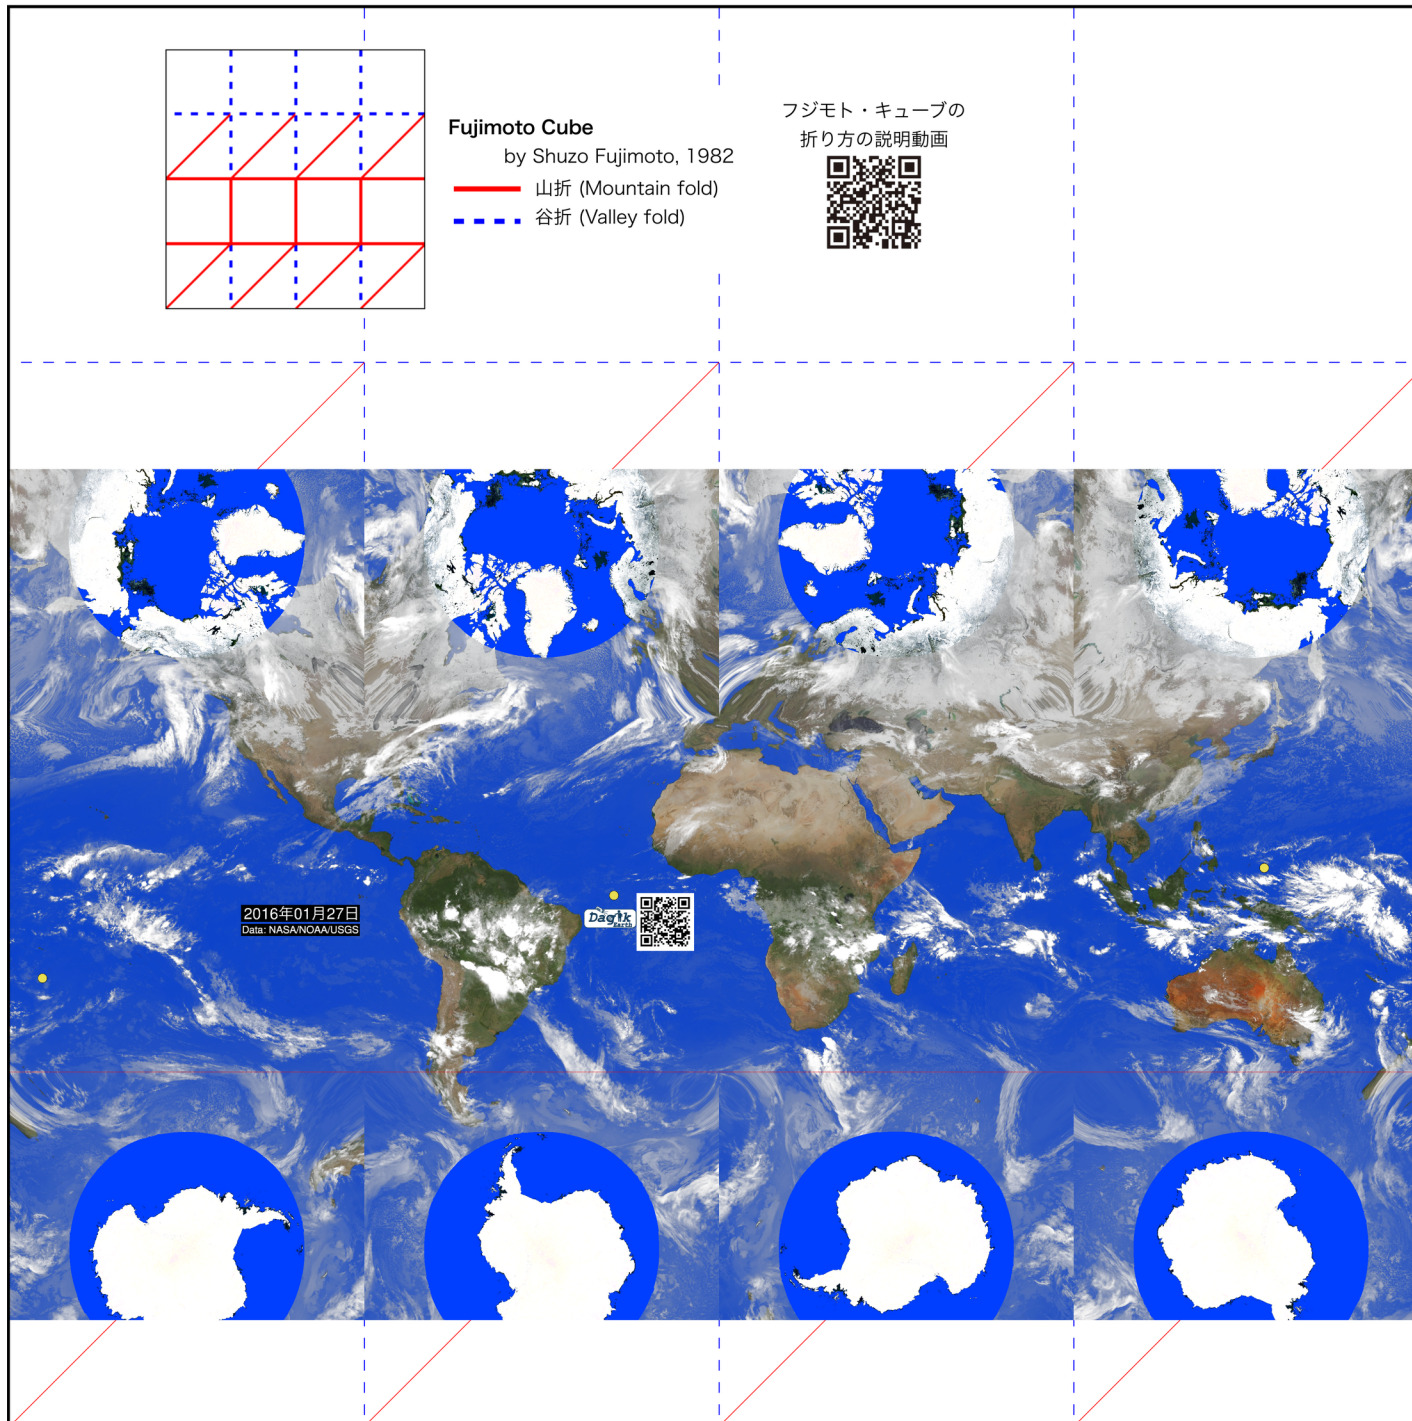 Fujimoto Cube
by Shuzo Fujimoto, 1982
山折 (Mountain fold)
谷折 (Valley fold)
フジモト・キューブの
折り方の説明動画
2016年01月27日
Data: NASA/NOAA/USGS
Dagik
Earth